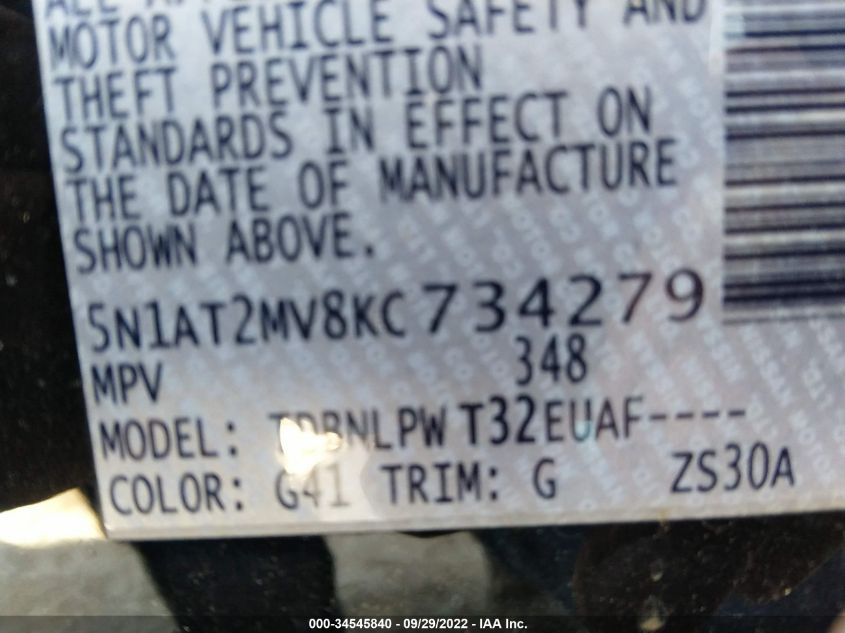 MOTOR VEHICLE SAFETY AND
THEFT PREVENTION
STANDARDS IN EFFECT ON
THE DATE OF MANUFACTURE
SHOWN ABOVE.
5N1AT2MV8KC734279
MPV 348
MODEL: T32EUAF----
COLOR: G41 TRIM: G ZS30A
000-34545840 - 09/29/2022 - IAA Inc.